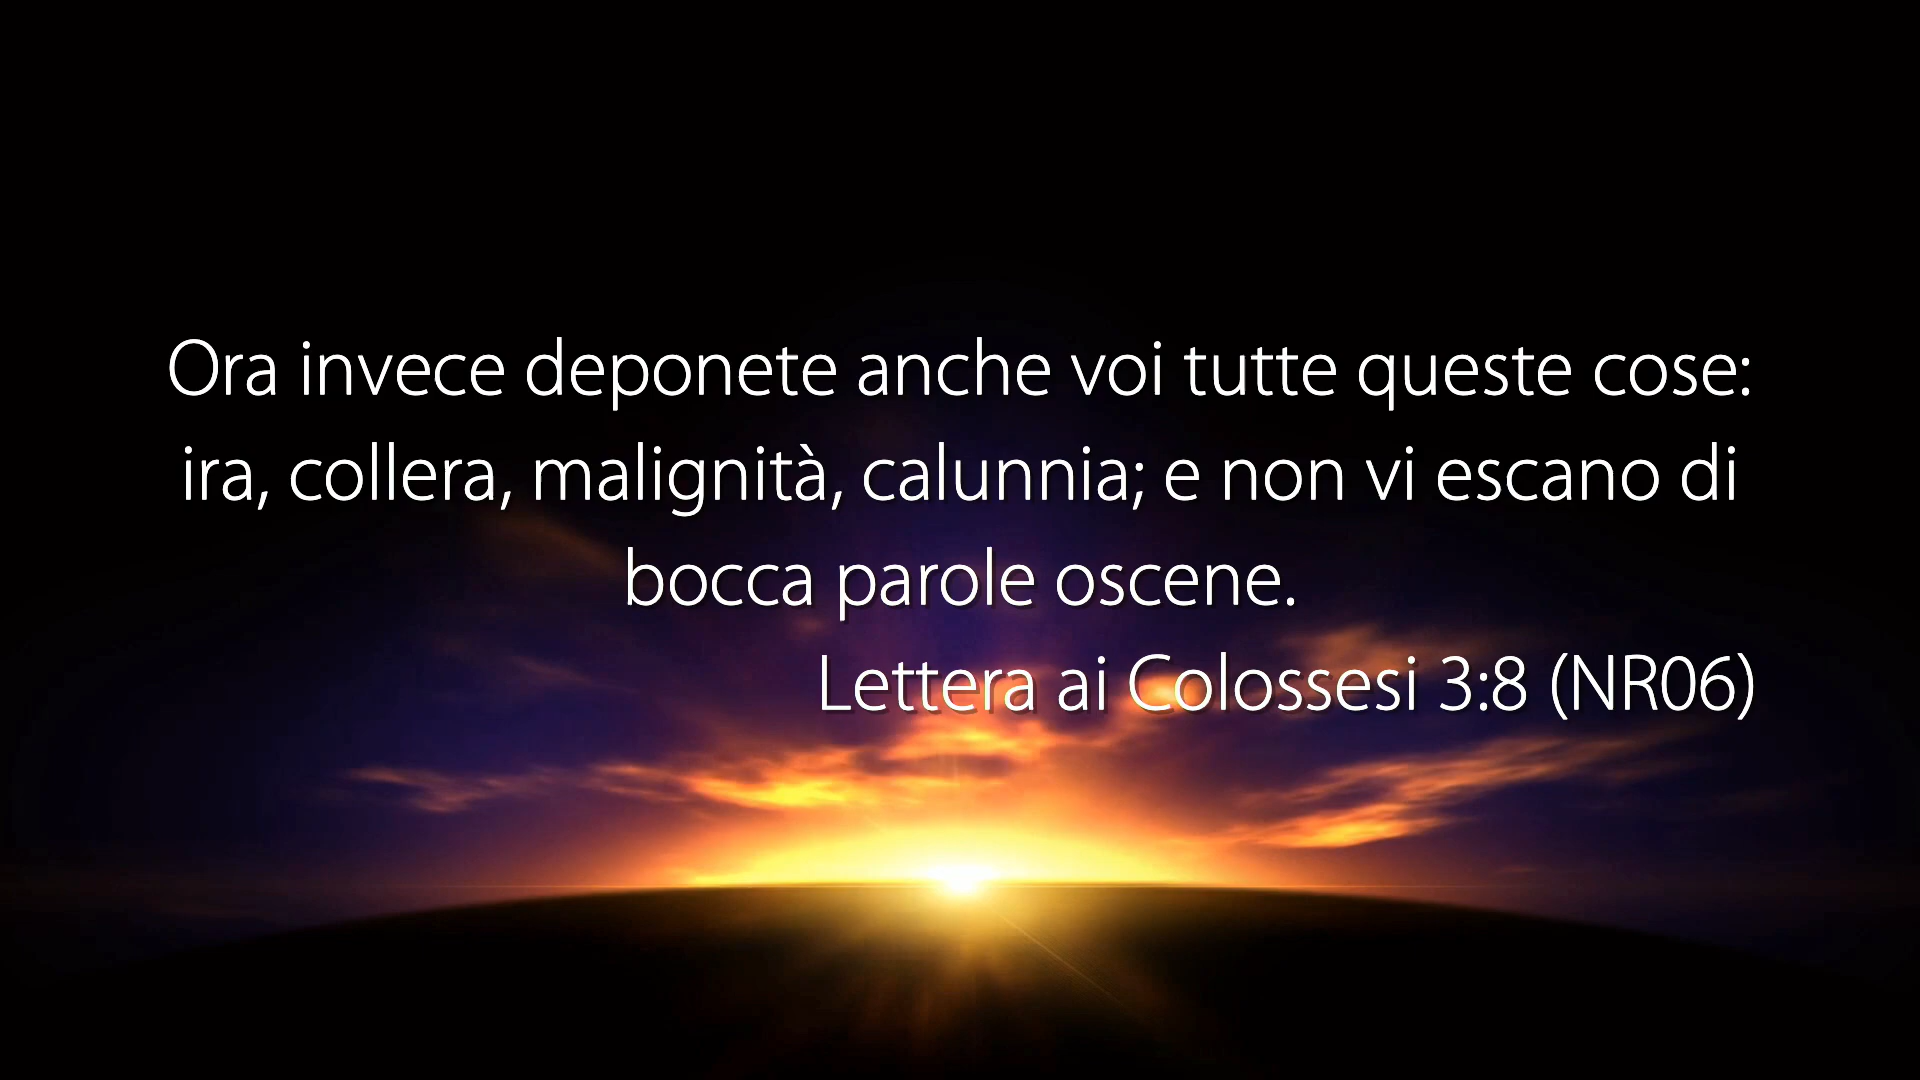 Ora invece deponete anche voi tutte queste cose:
ira, collera, malignità, calunnia; e non vi escano di
bocca parole oscene.
Lettera ai Colossesi 3:8 (NR06)